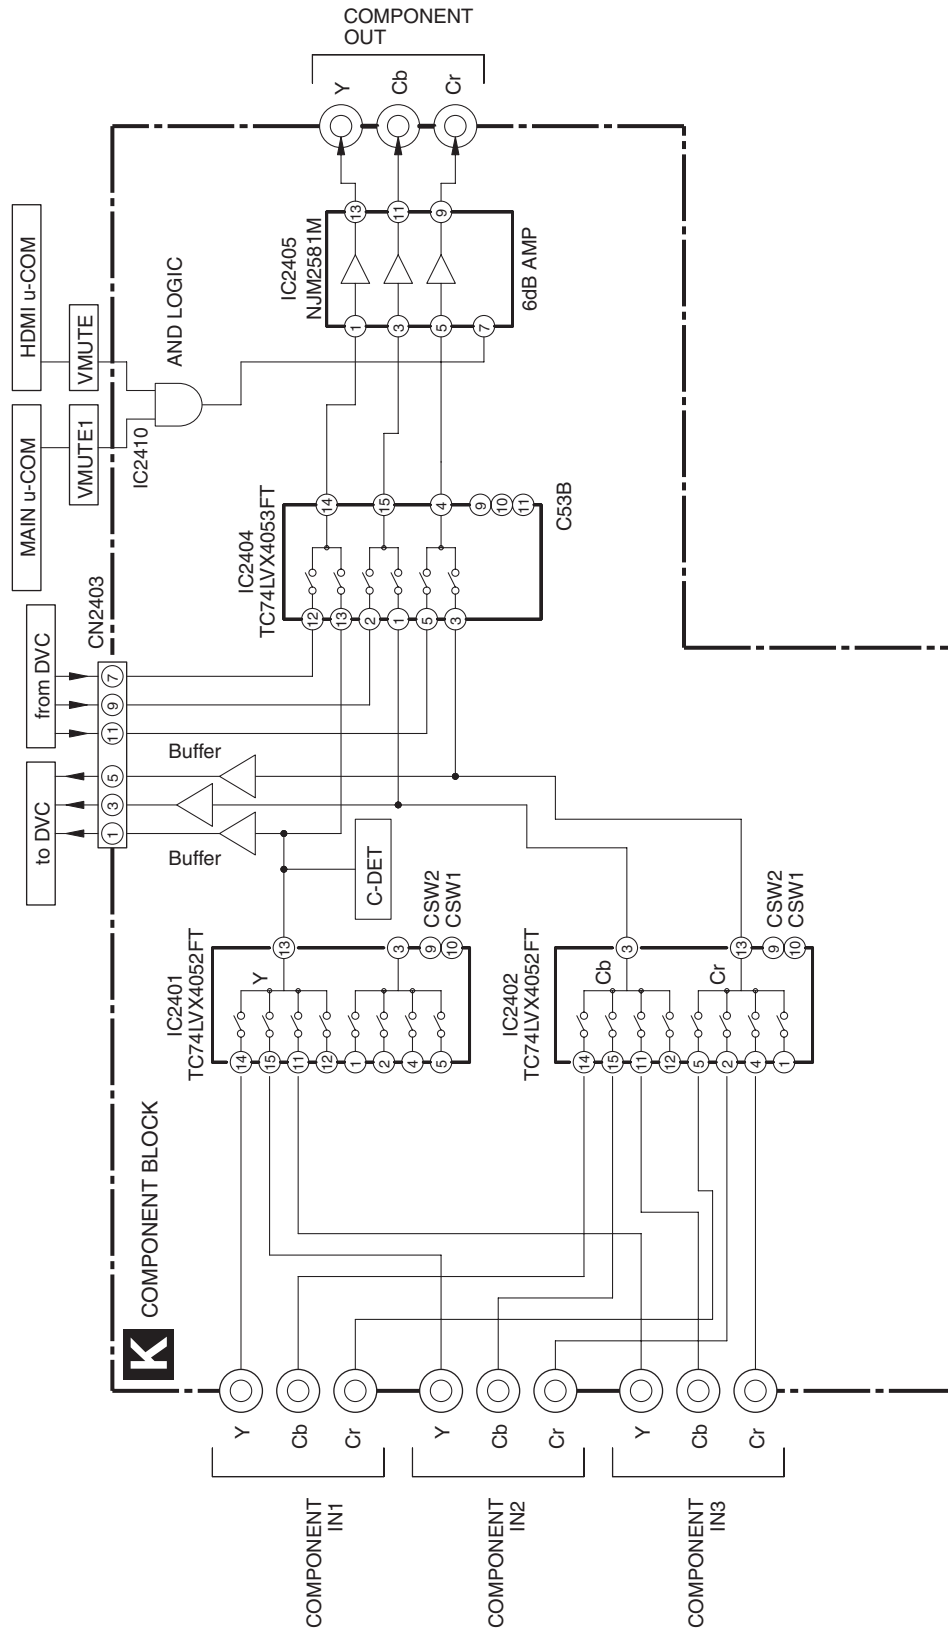 COMPONENT
OUT
Y
Cb
Cr
HDMI u-COM
VMUTE
MAIN u-COM
VMUTE1
IC2410
AND LOGIC
IC2405
NJM2581M
13
11
9
1
3
5
7
6dB AMP
from DVC
to DVC
CN2403
7
9
11
5
3
1
Buffer
Buffer
IC2404
TC74LVX4053FT
14
15
4
9
10
11
12
13
2
1
5
3
C53B
C-DET
IC2401
TC74LVX4052FT
13
3
9
10
CSW2
CSW1
Y
14
15
11
12
1
2
4
5
IC2402
TC74LVX4052FT
3
13
9
10
CSW2
CSW1
Cb
Cr
14
15
11
12
5
2
4
1
K
COMPONENT BLOCK
Y
Cb
Cr
Y
Cb
Cr
Y
Cb
Cr
COMPONENT
IN1
COMPONENT
IN2
COMPONENT
IN3